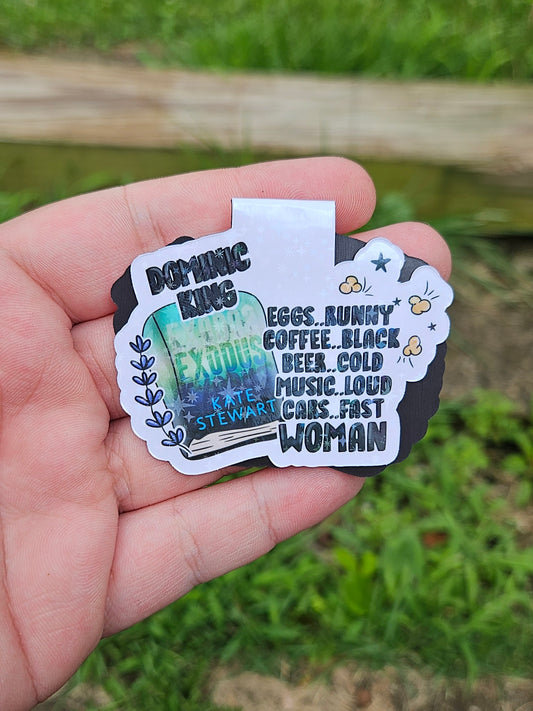 DOMINIC
KING
EXODUS
KATE
STEWART
EGGS..RUNNY
COFFEE..BLACK
BEER..COLD
MUSIC..LOUD
CARS..FAST
WOMAN